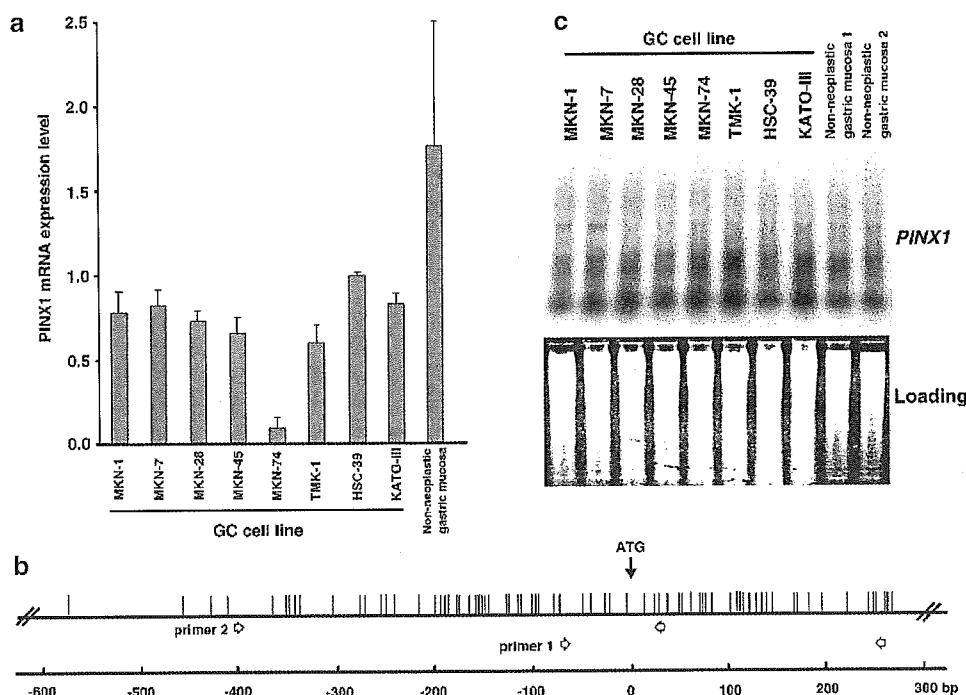 a
PINX1 mRNA expression level
2.5
2.0
1.5
1.0
0.5
0.0
MKN-1
MKN-7
MKN-28
MKN-45
MKN-74
TMK-1
HSC-39
KATO-III
Non-neoplastic
gastric mucosa
GC cell line
c
GC cell line
MKN-1
MKN-7
MKN-28
MKN-45
MKN-74
TMK-1
HSC-39
KATO-III
Non-neoplastic
gastric mucosa 1
Non-neoplastic
gastric mucosa 2
PINX1
Loading
b
ATG
primer 2
primer 1
-600 -500 -400 -300 -200 -100 0 100 200 300 bp